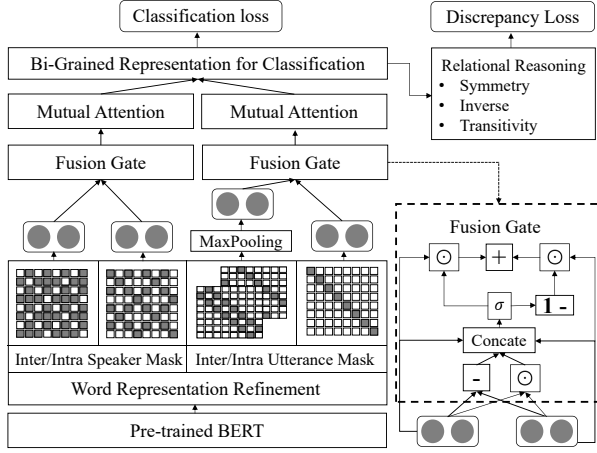 Classification loss
Discrepancy Loss
Bi-Grained Representation for Classification
Relational Reasoning
• Symmetry
• Inverse
• Transitivity
Mutual Attention
Mutual Attention
Fusion Gate
Fusion Gate
MaxPooling
Inter/Intra Speaker Mask
Inter/Intra Utterance Mask
Word Representation Refinement
Pre-trained BERT
Fusion Gate
⊙
+
⊙
σ
1 -
Concate
-
⊙